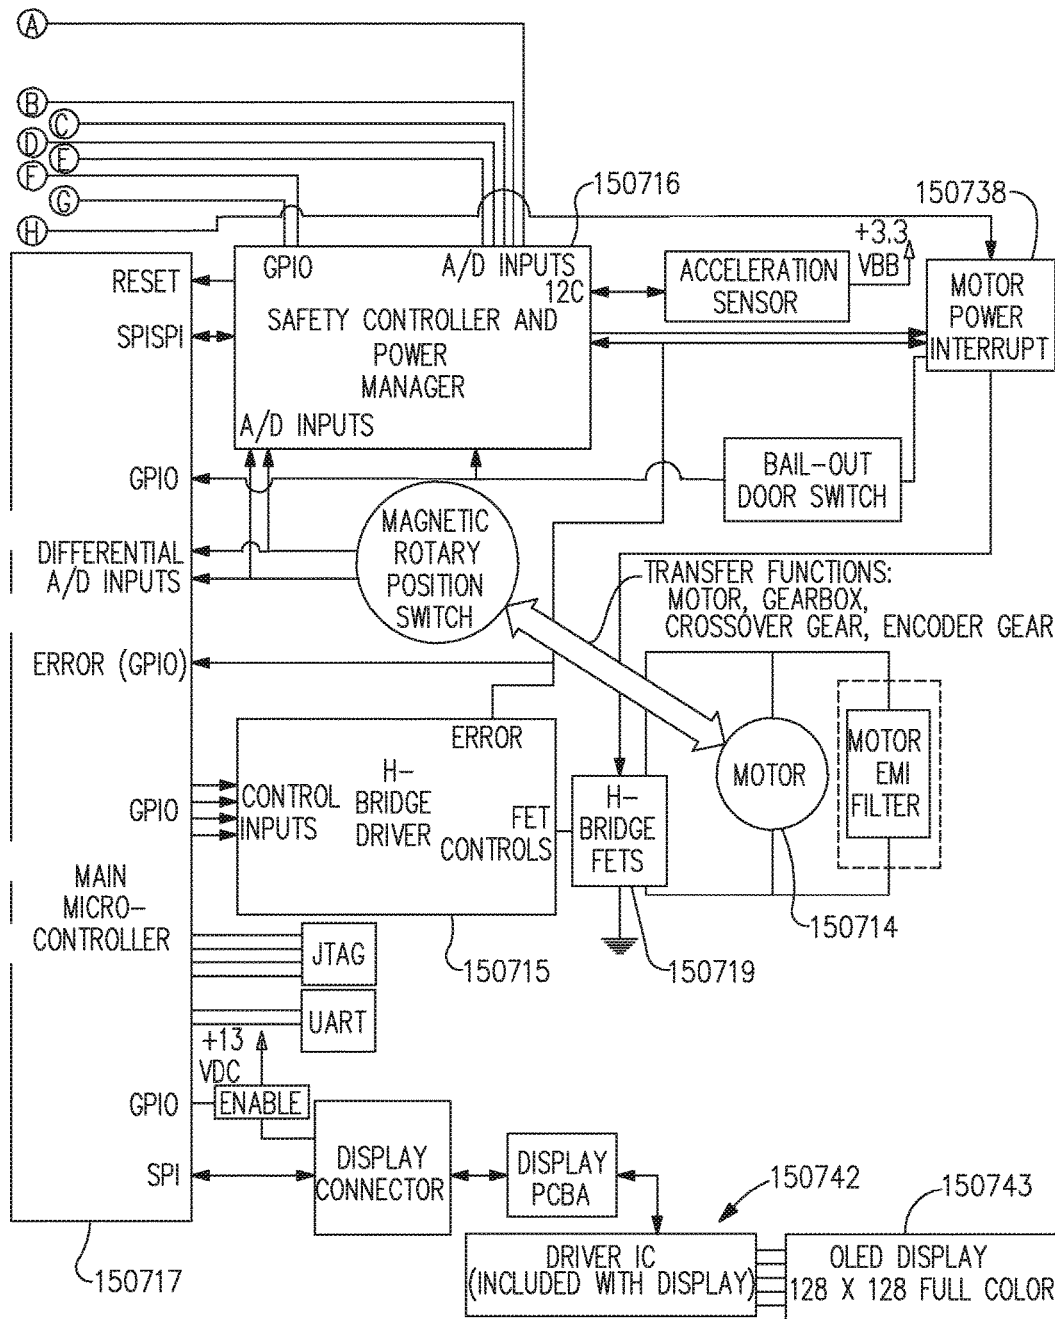 A
B
C
D
E
F
G
H
150716
150738
+3.3
VBB
RESET
GPIO
A/D INPUTS
12C
ACCELERATION
SENSOR
MOTOR
POWER
INTERRUPT
SPISPI
SAFETY CONTROLLER AND
POWER
MANAGER
A/D INPUTS
GPIO
BAIL-OUT
DOOR SWITCH
MAGNETIC
ROTARY
POSITION
SWITCH
DIFFERENTIAL
A/D INPUTS
TRANSFER FUNCTIONS:
MOTOR, GEARBOX,
CROSSOVER GEAR, ENCODER GEAR
ERROR (GPIO)
ERROR
H-
BRIDGE
DRIVER
CONTROL
INPUTS
GPIO
FET
CONTROLS
H-
BRIDGE
FETS
MOTOR
MOTOR
EMI
FILTER
MAIN
MICRO-
CONTROLLER
JTAG
150715
150719
150714
UART
+13
VDC
GPIO
ENABLE
SPI
DISPLAY
CONNECTOR
DISPLAY
PCBA
150742
150743
150717
DRIVER IC
(INCLUDED WITH DISPLAY)
OLED DISPLAY
128 X 128 FULL COLOR